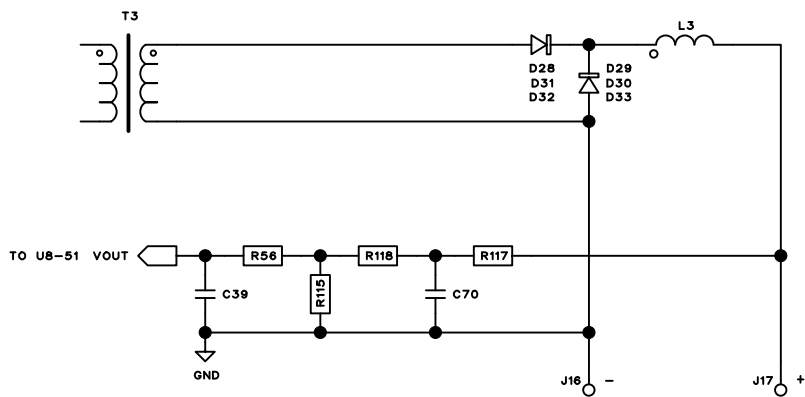 T3
L3
D28 D29
D31 D30
D32 D33
TO U8-51 VOUT
R56
R118
R117
C39
R115
C70
GND
J16 -
J17 +